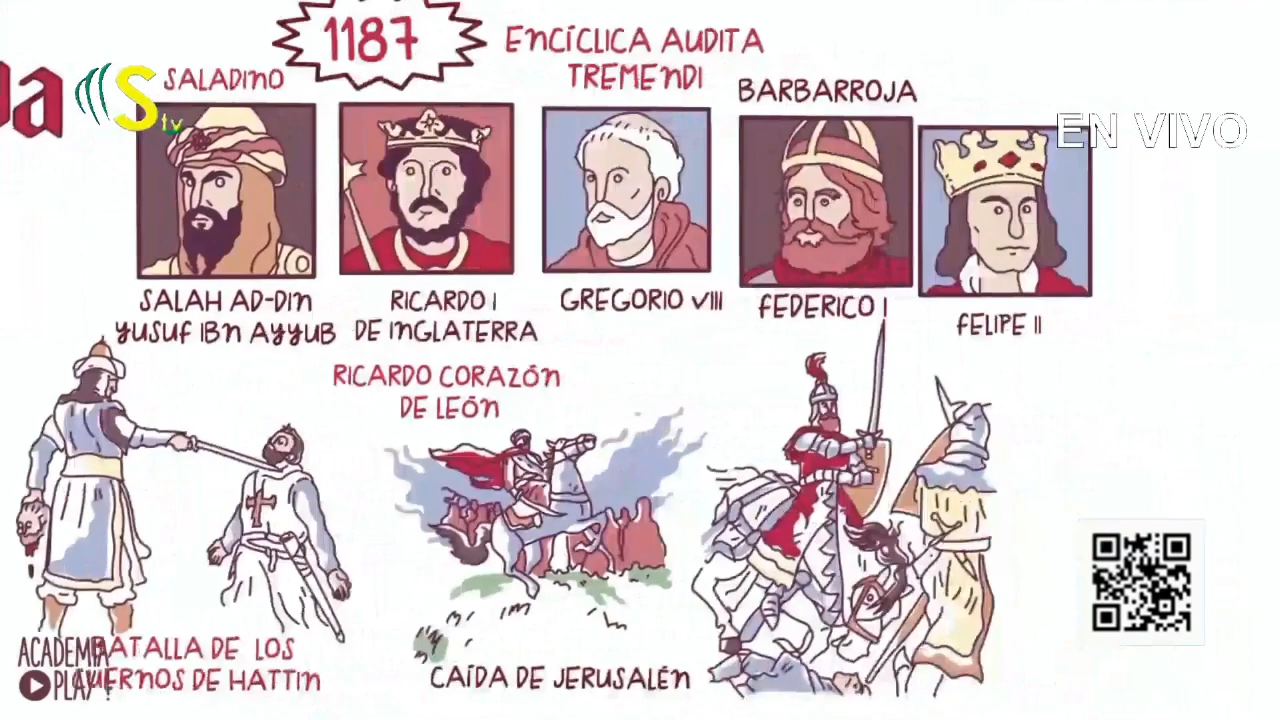 1187
ENCÍCLICA AUDITA
TREMENDI
SALADINO
BARBARROJA
Stv
EN VIVO
SALAH AD-DIN
YUSUF IBN AYYUB
RICARDO I
DE INGLATERRA
GREGORIO VIII
FEDERICO I
FELIPE II
RICARDO CORAZÓN
DE LEÓN
BATALLA DE LOS
CUERNOS DE HATTIN
CAÍDA DE JERUSALÉN
ACADEMIA
PLAY